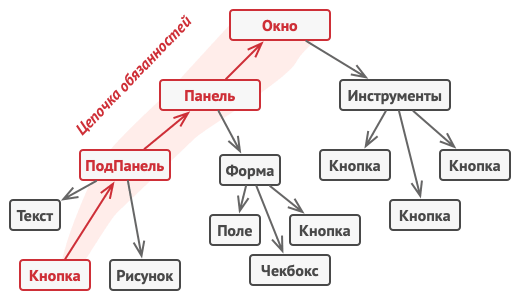 Окно
Цепочка обязанностей
Панель
Инструменты
ПодПанель
Форма
Кнопка
Кнопка
Текст
Поле
Кнопка
Кнопка
Кнопка
Рисунок
Чекбокс